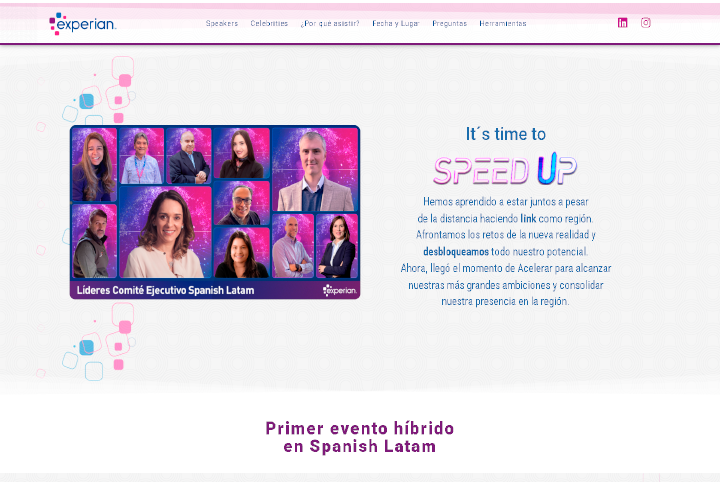 experian.
Speakers
Celebritties
¿Por qué asistir?
Fecha y Lugar
Preguntas
Herramientas
It´s time to
SPEED UP
Hemos aprendido a estar juntos a pesar
de la distancia haciendo link como región.
Afrontamos los retos de la nueva realidad y
desbloqueamos todo nuestro potencial.
Ahora, llegó el momento de Acelerar para alcanzar
nuestras más grandes ambiciones y consolidar
nuestra presencia en la región.
Líderes Comité Ejecutivo Spanish Latam
experian.
Primer evento híbrido
en Spanish Latam